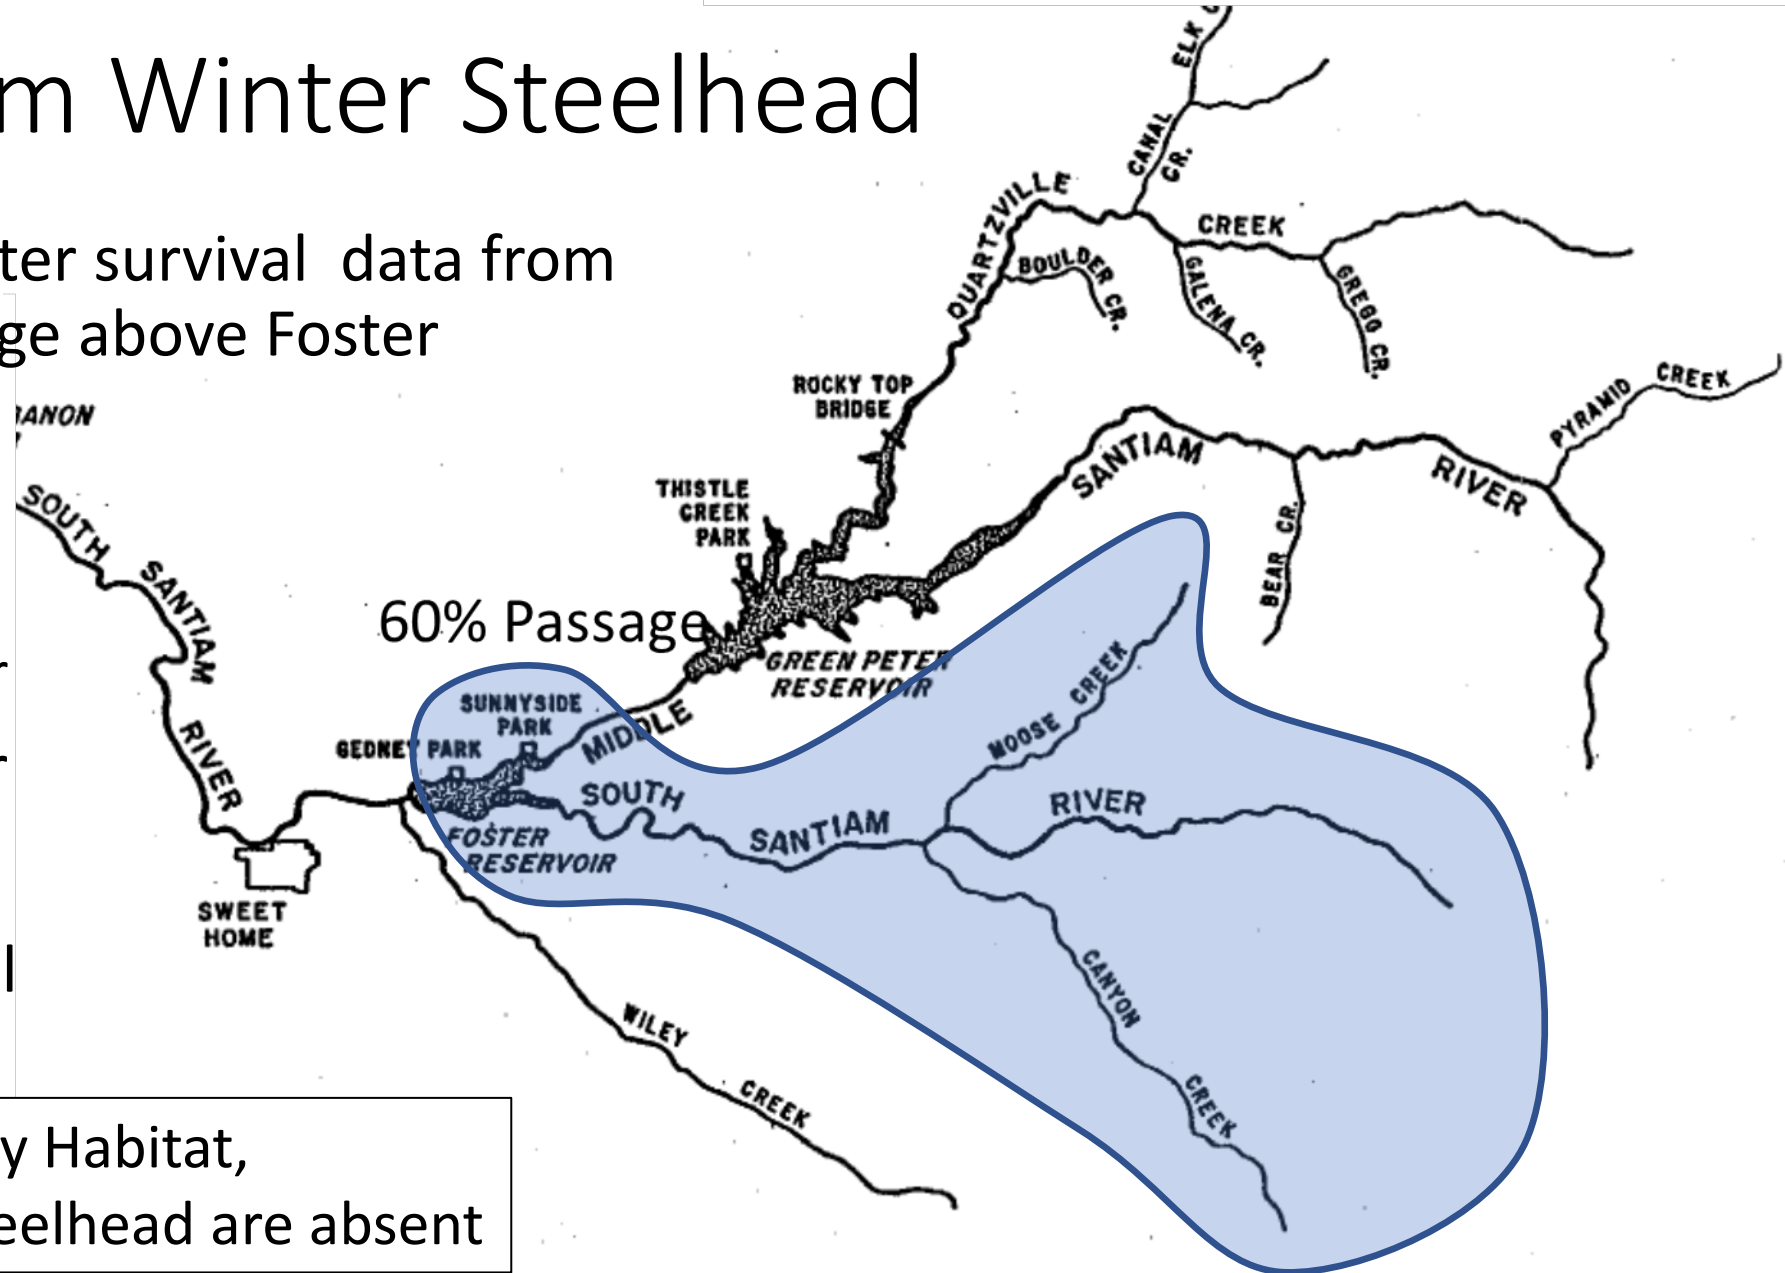 m Winter Steelhead
ter survival data from
ge above Foster
ELK
CANAL
CR.
QUARTZVILLE
CREEK
BOULDER CR.
GALENA CR.
GREGG CR.
ROCKY TOP
BRIDGE
PYRAMID CREEK
SANTIAM
RIVER
BEAR CR.
BANON
THISTLE
CREEK
PARK
SOUTH
SANTIAM
RIVER
60% Passage
GREEN PETER
RESERVOIR
SUNNYSIDE
PARK
MIDDLE
GEDNEY PARK
MOOSE CREEK
SOUTH
SANTIAM
RIVER
FOSTER
RESERVOIR
SWEET
HOME
r
r
l
CANYON
CREEK
WILEY
CREEK
y Habitat,
eelhead are absent